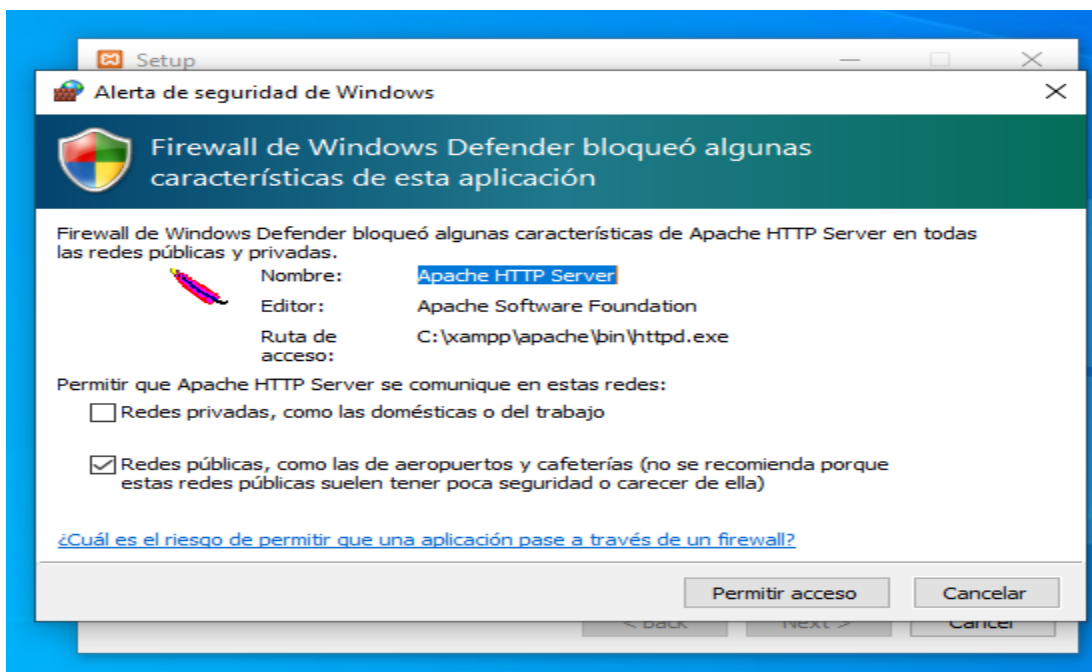 Setup
Alerta de seguridad de Windows
Firewall de Windows Defender bloqueó algunas
características de esta aplicación
Firewall de Windows Defender bloqueó algunas características de Apache HTTP Server en todas
las redes públicas y privadas.
Nombre: Apache HTTP Server
Editor: Apache Software Foundation
Ruta de C:\xampp\apache\bin\httpd.exe
acceso:
Permitir que Apache HTTP Server se comunique en estas redes:
Redes privadas, como las domésticas o del trabajo
Redes públicas, como las de aeropuertos y cafeterías (no se recomienda porque
estas redes públicas suelen tener poca seguridad o carecer de ella)
¿Cuál es el riesgo de permitir que una aplicación pase a través de un firewall?
Permitir acceso Cancelar
< Back Next > Cancel